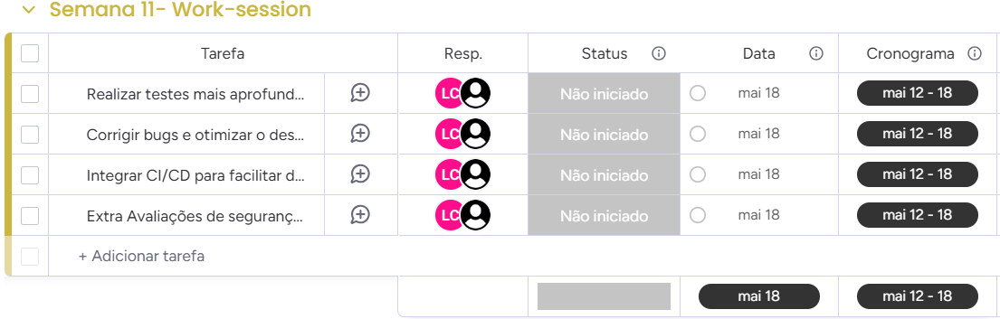 Semana 11- Work-session
Tarefa Resp. Status Data Cronograma
Realizar testes mais aprofund... LC Não iniciado mai 18 mai 12 - 18
Corrigir bugs e otimizar o des... LC Não iniciado mai 18 mai 12 - 18
Integrar CI/CD para facilitar d... LC Não iniciado mai 18 mai 12 - 18
Extra Avaliações de seguranç... LC Não iniciado mai 18 mai 12 - 18
+ Adicionar tarefa
mai 18 mai 12 - 18